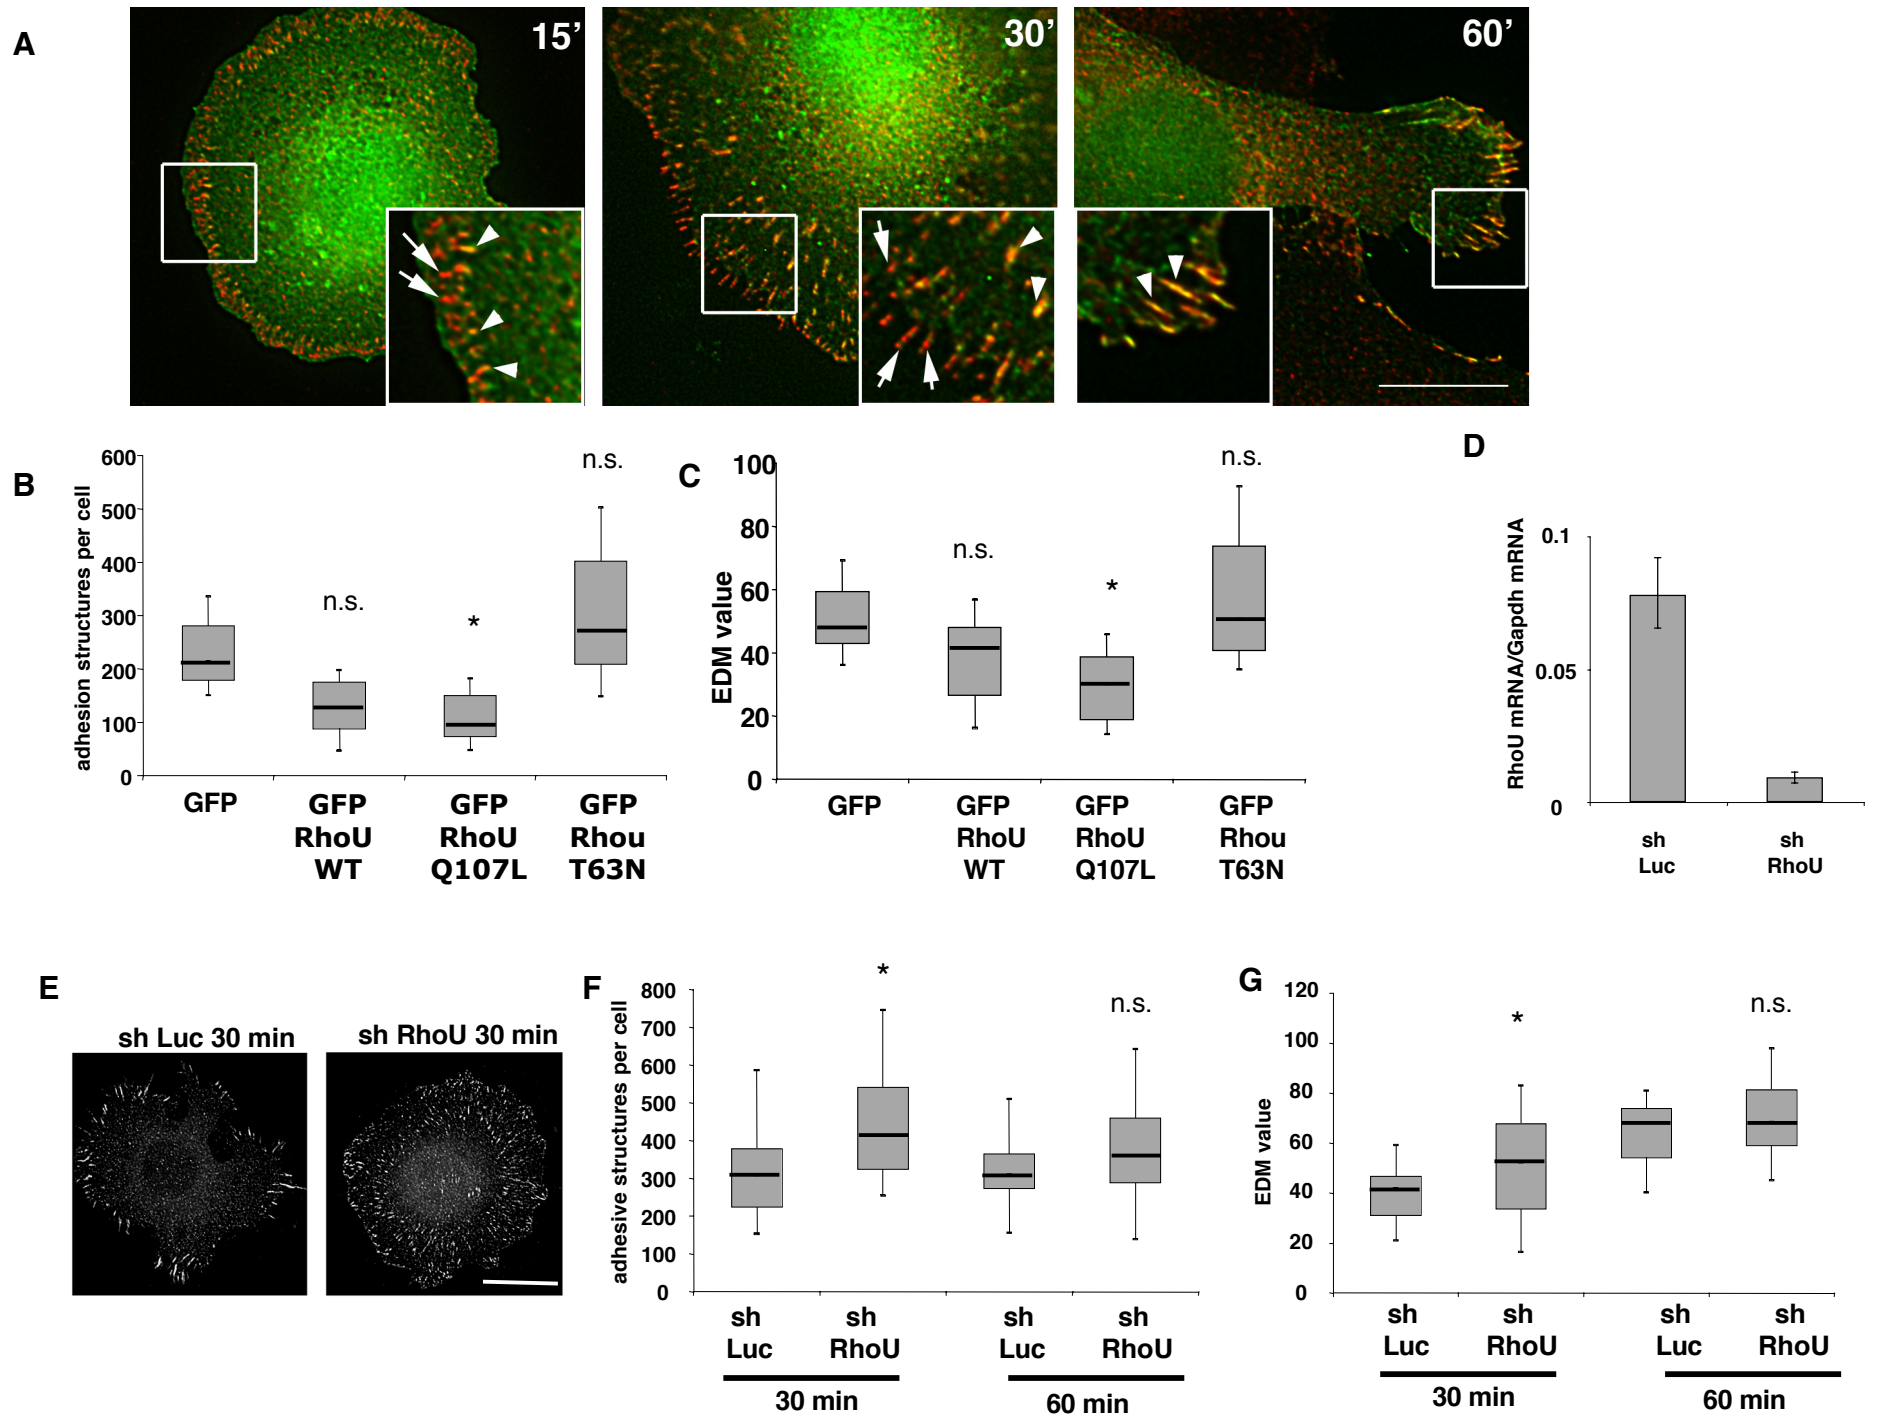 A
15’
30’
60’
B
adhesion structures per cell
600
500
400
300
200
100
0
n.s.
*
n.s.
GFP
GFP
RhoU
WT
GFP
RhoU
Q107L
GFP
Rhou
T63N
C
EDM value
100
80
60
40
20
0
n.s.
*
n.s.
GFP
GFP
RhoU
WT
GFP
RhoU
Q107L
GFP
Rhou
T63N
D
RhoU mRNA/Gapdh mRNA
0.1
0.05
0
sh
Luc
sh
RhoU
E
sh Luc 30 min
sh RhoU 30 min
F
adhesive structures per cell
800
700
600
500
400
300
200
100
0
*
n.s.
sh
Luc
sh
RhoU
sh
Luc
sh
RhoU
30 min
60 min
G
EDM value
120
100
80
60
40
20
0
*
n.s.
sh
Luc
sh
RhoU
sh
Luc
sh
RhoU
30 min
60 min